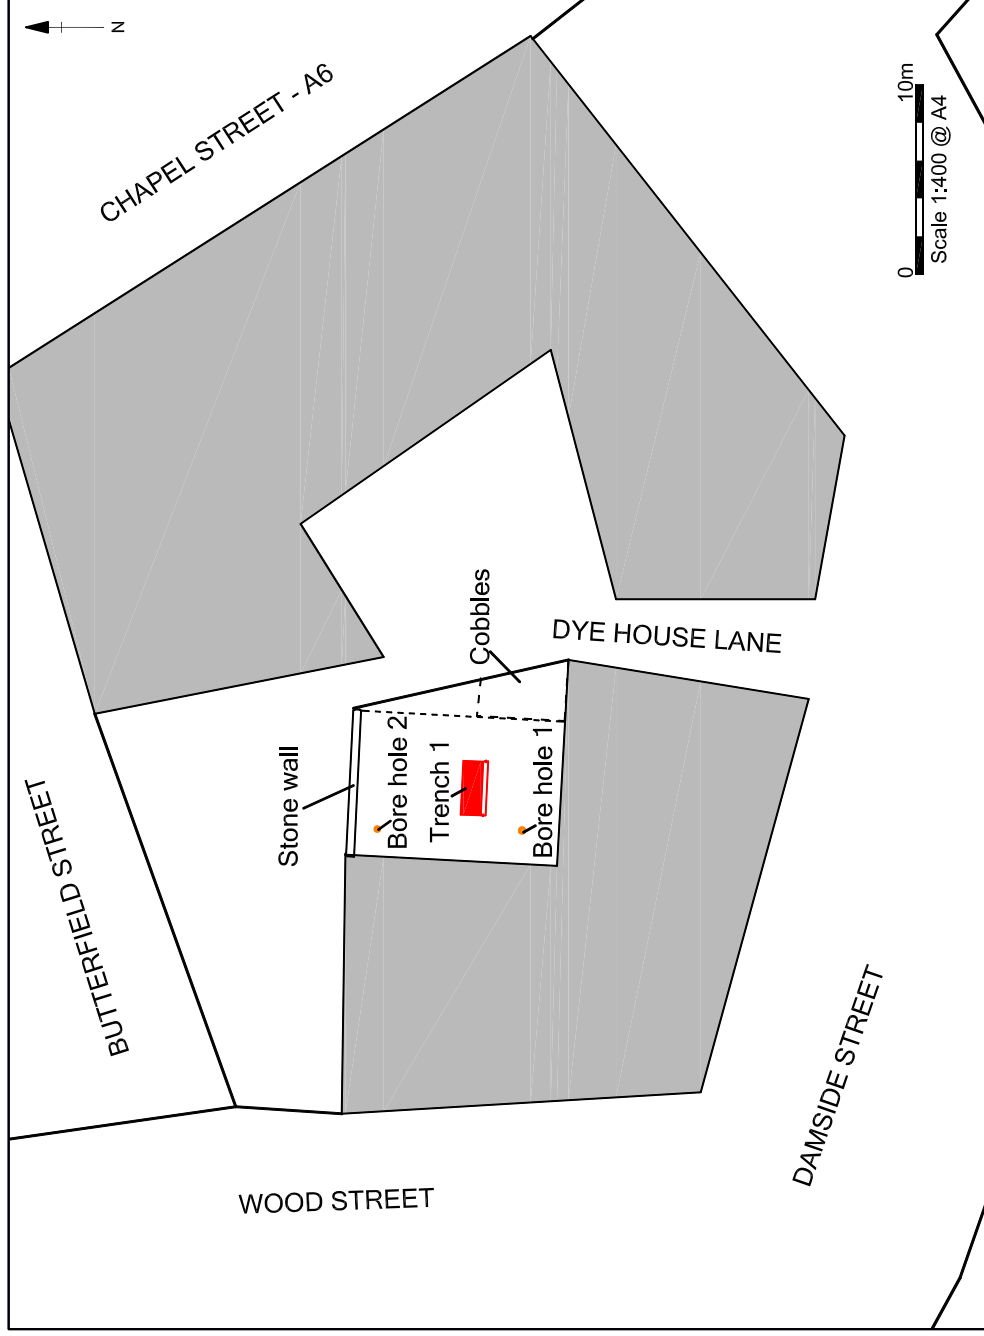 N
CHAPEL STREET - A6
0 10m
Scale 1:400 @ A4
BUTTERFIELD STREET
Stone wall
Cobbles
DYE HOUSE LANE
Bore hole 2
Trench 1
Bore hole 1
WOOD STREET
DAMSIDE STREET